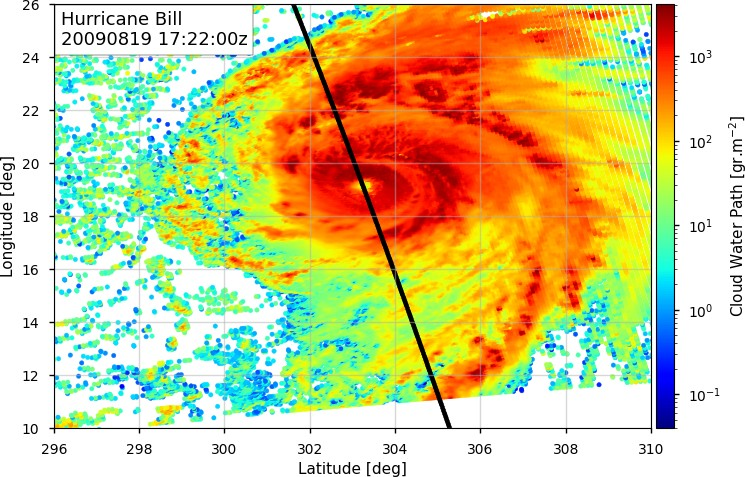 Hurricane Bill
20090819 17:22:00z
26
24
22
20
18
16
14
12
10
Longitude [deg]
296 298 300 302 304 306 308 310
Latitude [deg]
10³
10²
10¹
10⁰
10⁻¹
Cloud Water Path [gr.m⁻²]